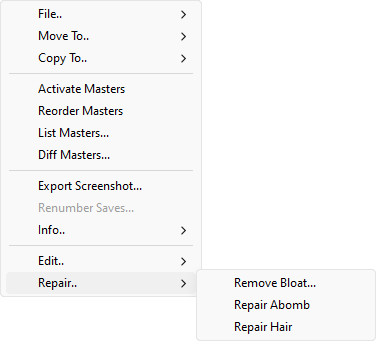 File..
Move To..
Copy To..
Activate Masters
Reorder Masters
List Masters...
Diff Masters...
Export Screenshot...
Renumber Saves...
Info..
Edit..
Repair..
Remove Bloat...
Repair Abomb
Repair Hair